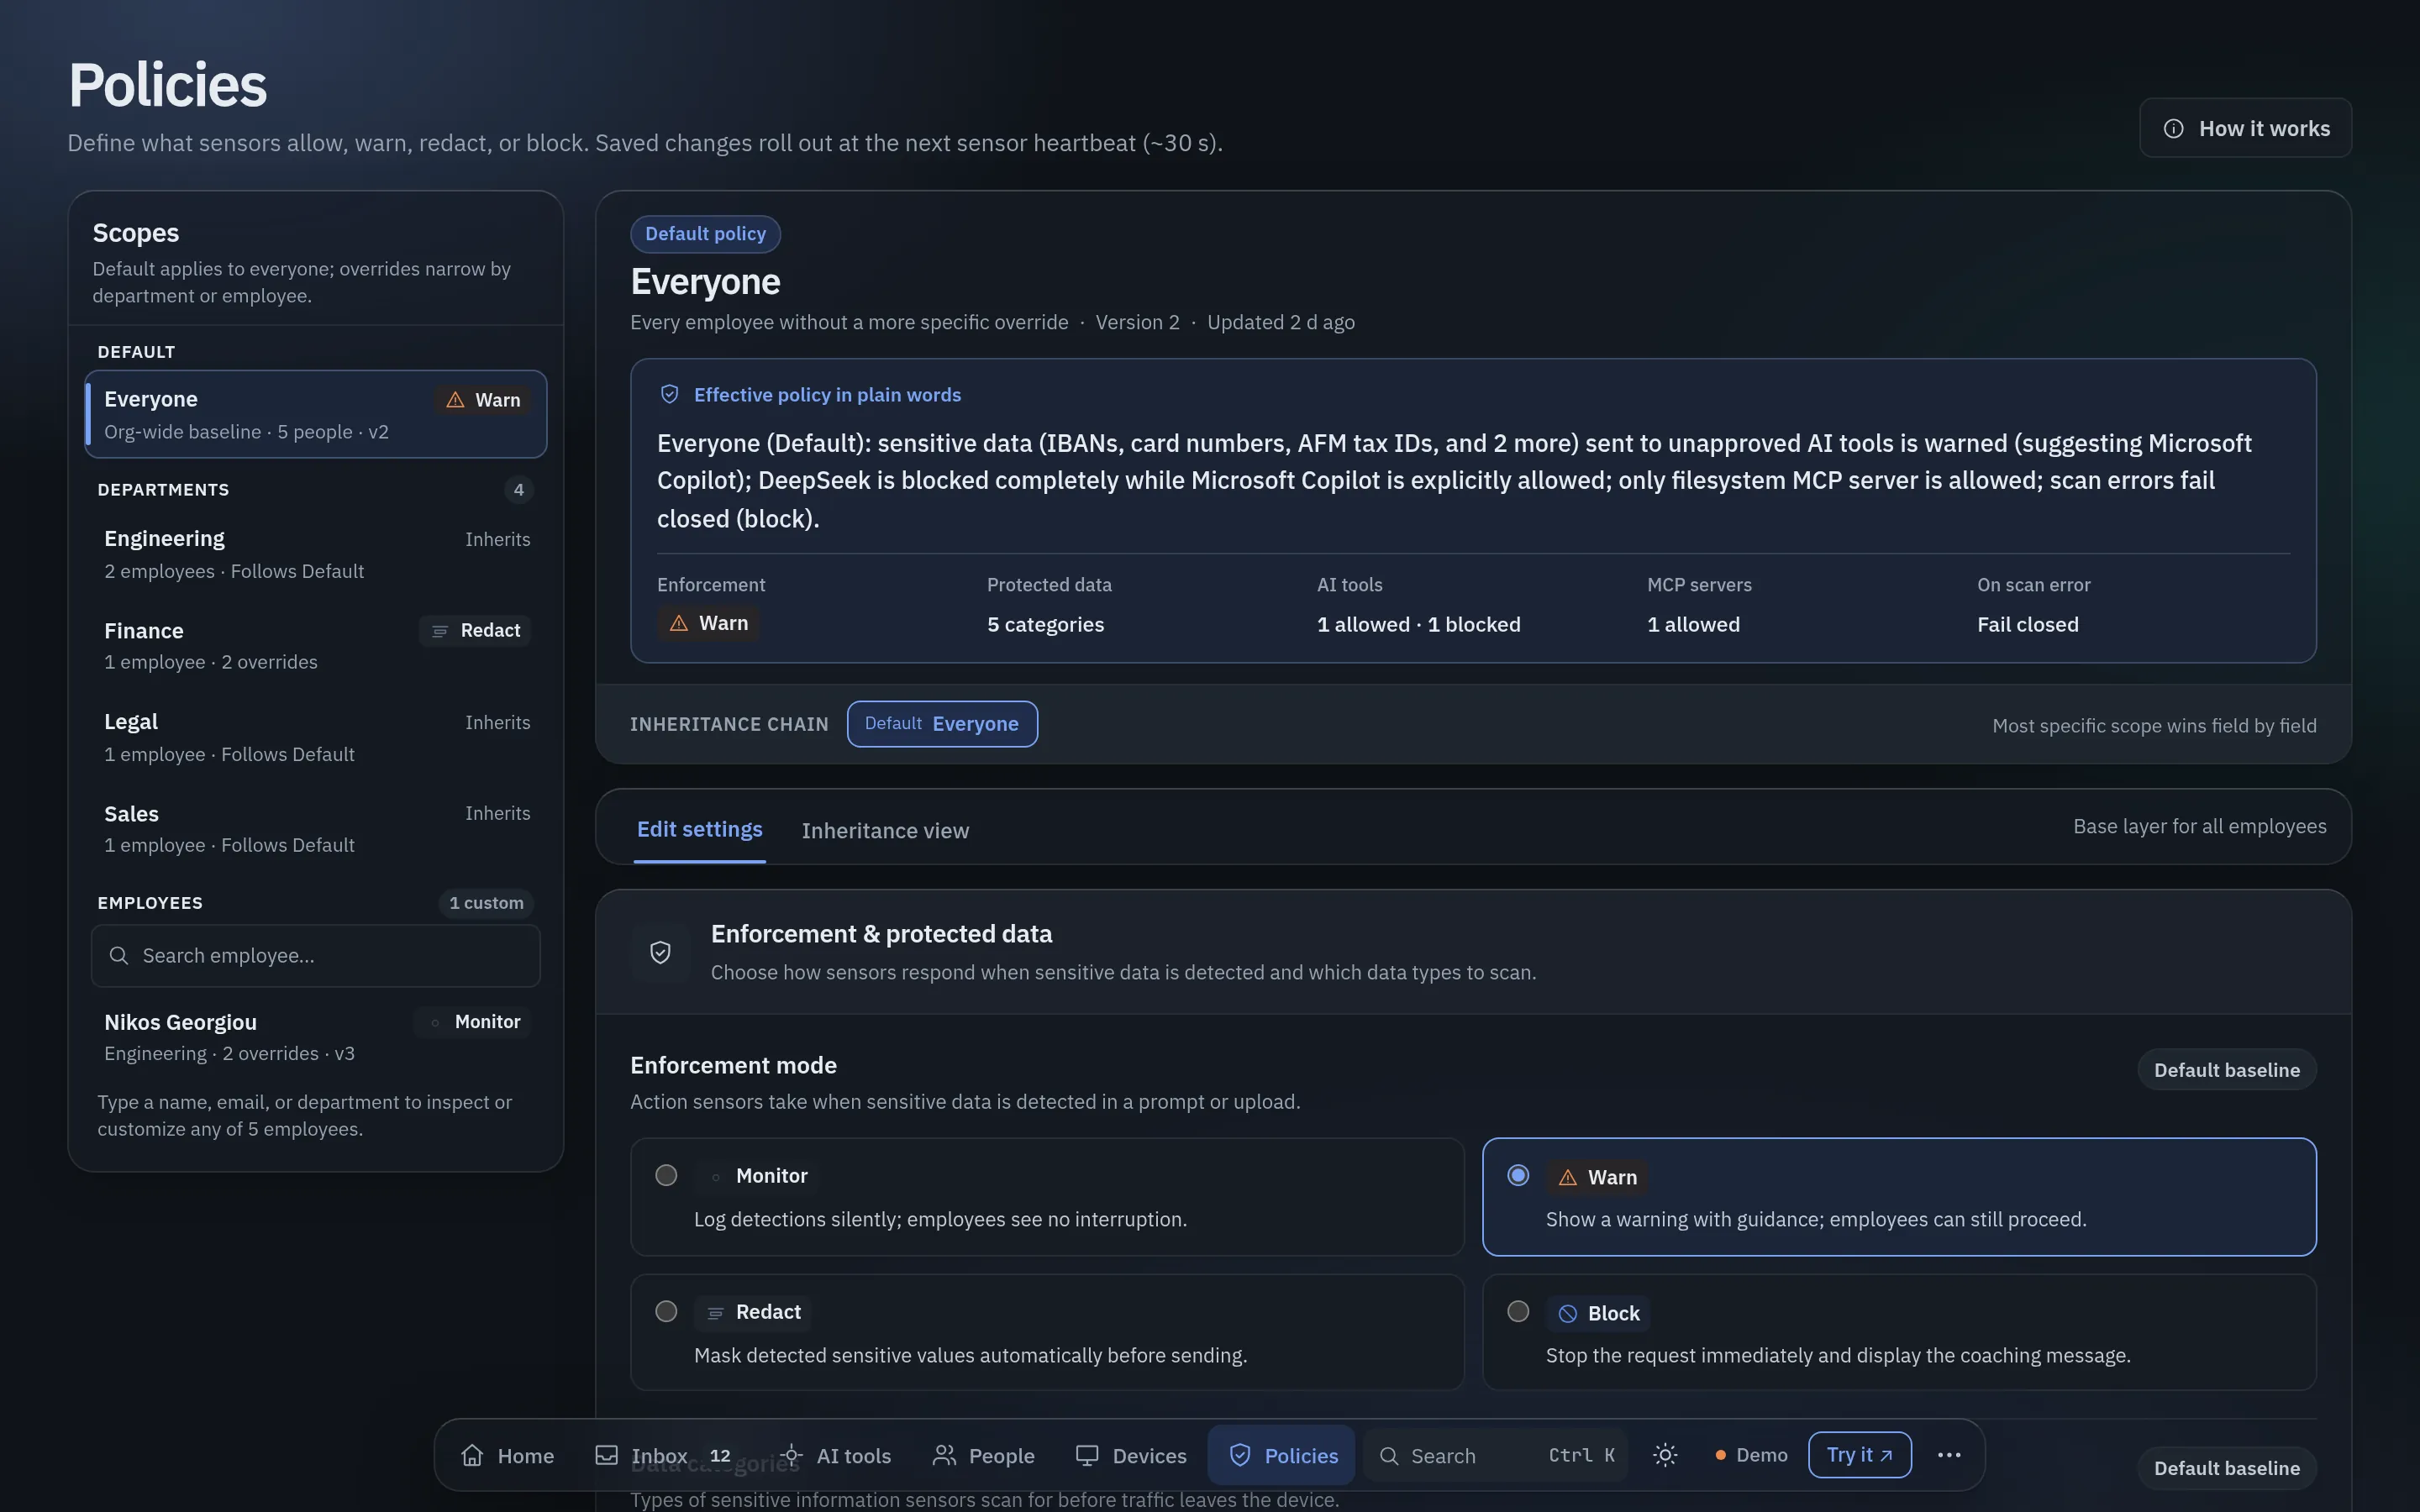 Policies
Define what sensors allow, warn, redact, or block. Saved changes roll out at the next sensor heartbeat (~30 s).
How it works
Scopes
Default applies to everyone; overrides narrow by
department or employee.
DEFAULT
Everyone
Warn
Org-wide baseline · 5 people · v2
DEPARTMENTS
4
Engineering
Inherits
2 employees · Follows Default
Finance
Redact
1 employee · 2 overrides
Legal
Inherits
1 employee · Follows Default
Sales
Inherits
1 employee · Follows Default
EMPLOYEES
1 custom
Search employee...
Nikos Georgiou
Monitor
Engineering · 2 overrides · v3
Type a name, email, or department to inspect or
customize any of 5 employees.
Default policy
Everyone
Every employee without a more specific override · Version 2 · Updated 2 d ago
Effective policy in plain words
Everyone (Default): sensitive data (IBANs, card numbers, AFM tax IDs, and 2 more) sent to unapproved AI tools is warned (suggesting Microsoft
Copilot); DeepSeek is blocked completely while Microsoft Copilot is explicitly allowed; only filesystem MCP server is allowed; scan errors fail
closed (block).
Enforcement
Warn
Protected data
5 categories
AI tools
1 allowed · 1 blocked
MCP servers
1 allowed
On scan error
Fail closed
INHERITANCE CHAIN
Default Everyone
Most specific scope wins field by field
Edit settings
Inheritance view
Base layer for all employees
Enforcement & protected data
Choose how sensors respond when sensitive data is detected and which data types to scan.
Enforcement mode
Default baseline
Action sensors take when sensitive data is detected in a prompt or upload.
Monitor
Log detections silently; employees see no interruption.
Warn
Show a warning with guidance; employees can still proceed.
Redact
Mask detected sensitive values automatically before sending.
Block
Stop the request immediately and display the coaching message.
Data categories
Default baseline
Types of sensitive information sensors scan for before traffic leaves the device.
Home
Inbox 12
AI tools
People
Devices
Policies
Search Ctrl K
Demo
Try it ↗